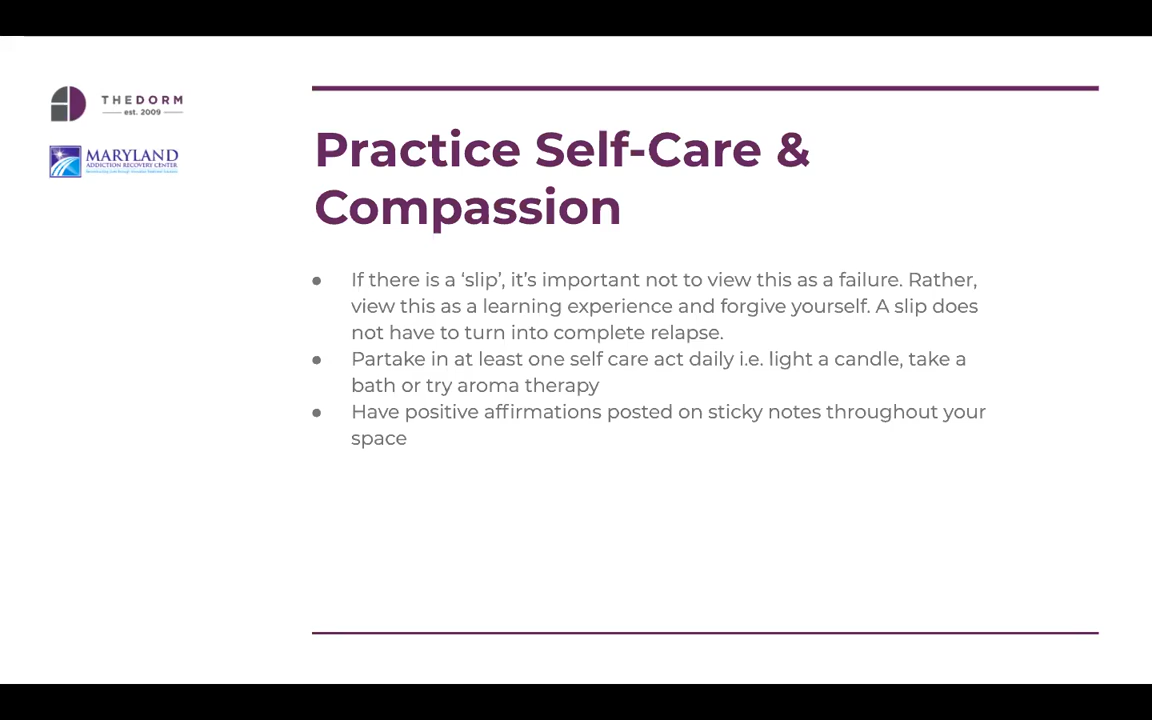 THEDORM
est. 2009
MARYLAND
ADDICTION RECOVERY CENTER
Practice Self-Care &
Compassion
● If there is a ‘slip’, it’s important not to view this as a failure. Rather,
view this as a learning experience and forgive yourself. A slip does
not have to turn into complete relapse.
● Partake in at least one self care act daily i.e. light a candle, take a
bath or try aroma therapy
● Have positive affirmations posted on sticky notes throughout your
space